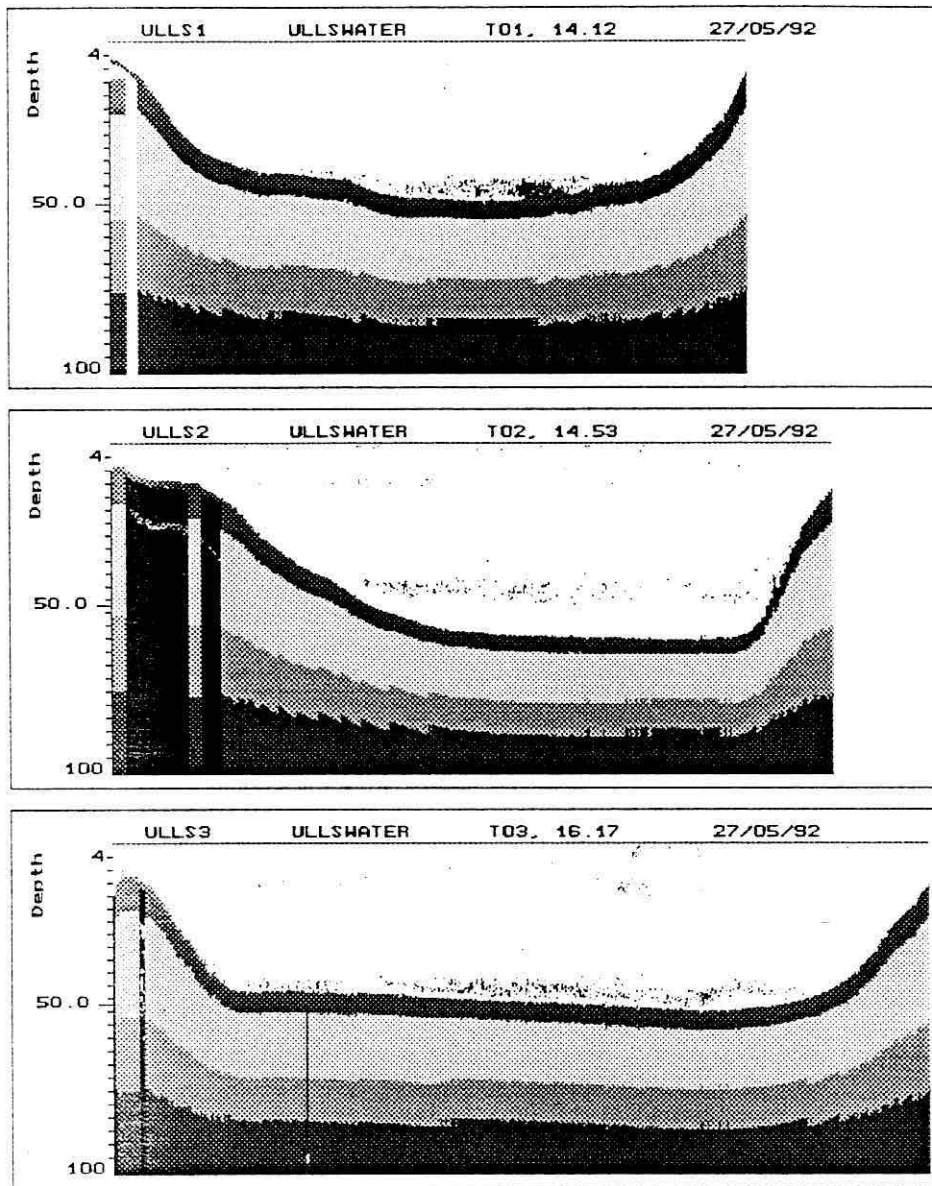 ULLS1 ULLSWATER T01, 14.12 27/05/92
4-
Depth
50.0
100
ULLS2 ULLSWATER T02, 14.53 27/05/92
4-
Depth
50.0
100
ULLS3 ULLSWATER T03, 16.17 27/05/92
4-
Depth
50.0
100